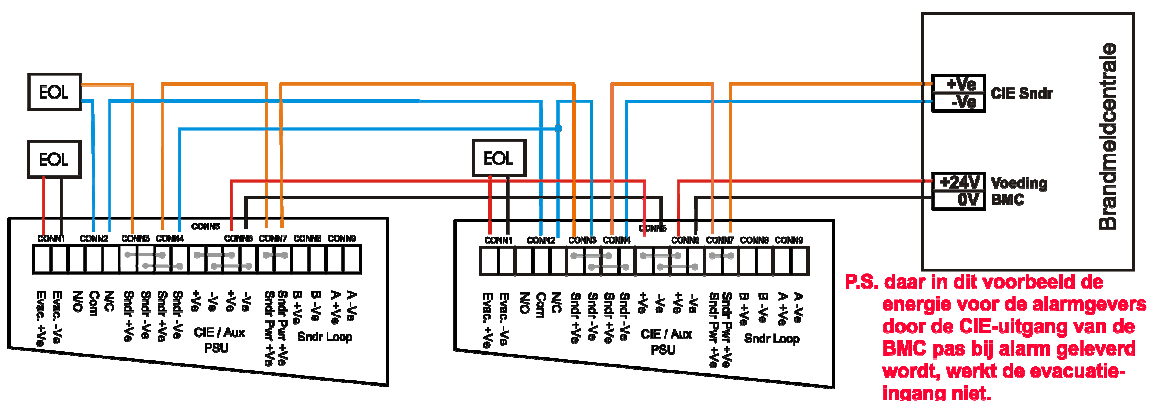 EOL
EOL
EOL
+Ve
-Ve
CIE Sndr
+24V
0V
Voeding
BMC
Brandmeldcentrale
CONN1
CONN2
CONN3
CONN4
CONN5
CONN6
CONN7
CONN8
CONN9
Evac. +Ve
Evac. -Ve
N/O
Com
N/C
Sndr +Ve
Sndr -Ve
Sndr +Ve
Sndr -Ve
+Ve
-Ve
+Ve
-Ve
CIE / Aux
PSU
Sndr Pwr +Ve
Sndr Pwr +Ve
B +Ve
B -Ve
A +Ve
A -Ve
Sndr Loop
CONN1
CONN2
CONN3
CONN4
CONN5
CONN6
CONN7
CONN8
CONN9
Evac. +Ve
Evac. -Ve
N/O
Com
N/C
Sndr +Ve
Sndr -Ve
Sndr +Ve
Sndr -Ve
+Ve
-Ve
+Ve
-Ve
CIE / Aux
PSU
Sndr Pwr +Ve
Sndr Pwr +Ve
B +Ve
B -Ve
A +Ve
A -Ve
Sndr Loop
P.S. daar in dit voorbeeld de
energie voor de alarmgevers
door de CIE-uitgang van de
BMC pas bij alarm geleverd
wordt, werkt de evacuatie-
ingang niet.